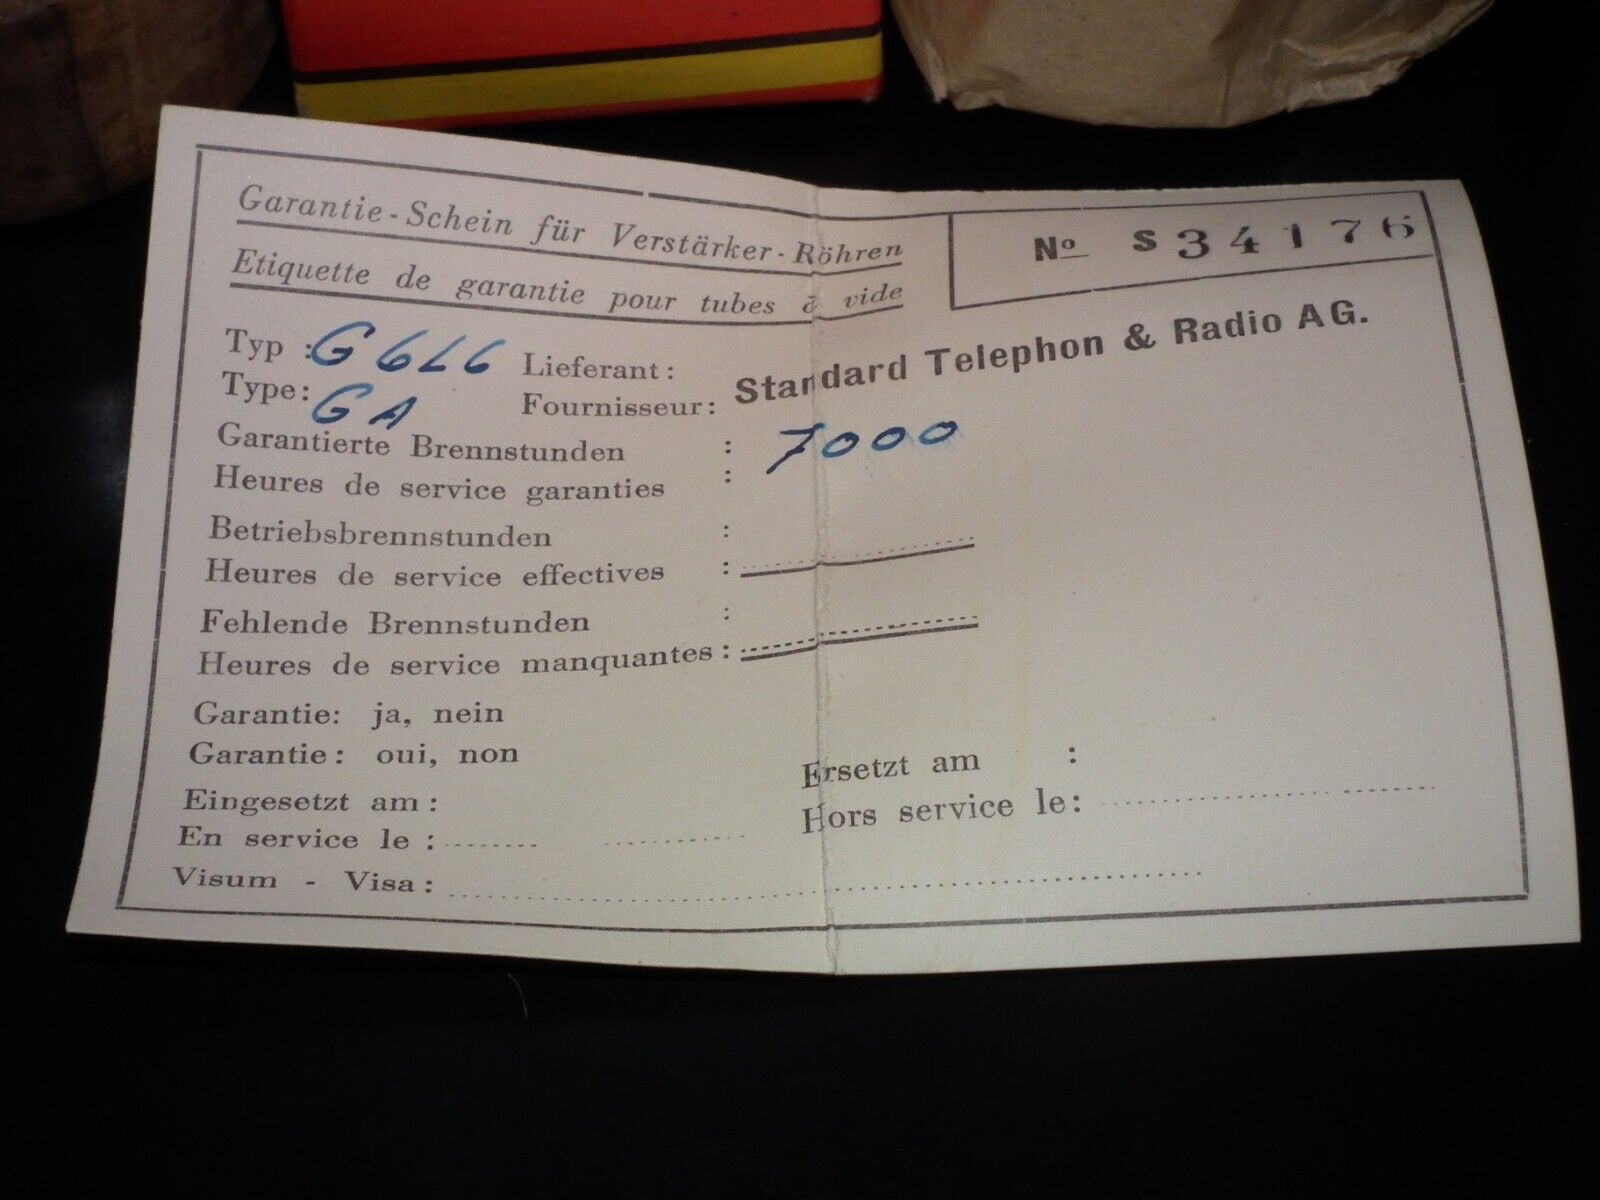 Garantie-Schein für Verstärker-Röhren
Etiquette de garantie pour tubes à vide
No S 34176
Typ : G 6L6 Lieferant :
Type : GA Fournisseur : Standard Telephon & Radio AG.
Garantierte Brennstunden : 7000
Heures de service garanties :
Betriebsbrennstunden :
Heures de service effectives :
Fehlende Brennstunden :
Heures de service manquantes :
Garantie: ja, nein
Garantie : oui, non
Eingesetzt am : Ersetzt am :
En service le : Hors service le :
Visum - Visa :